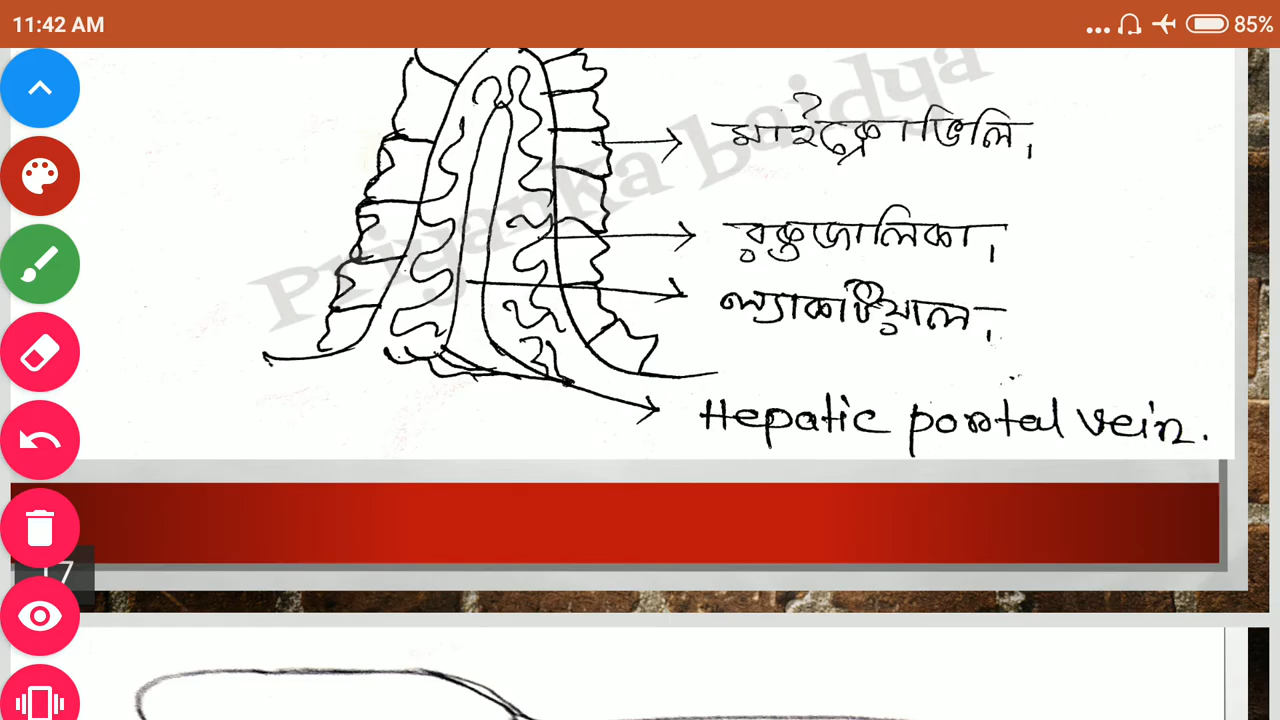 11:42 AM
... 85%
Priyanka baidya
মাইক্রোভিলি।
রক্তজালিকা।
ল্যাকটিয়াল।
Hepatic portal vein.
17